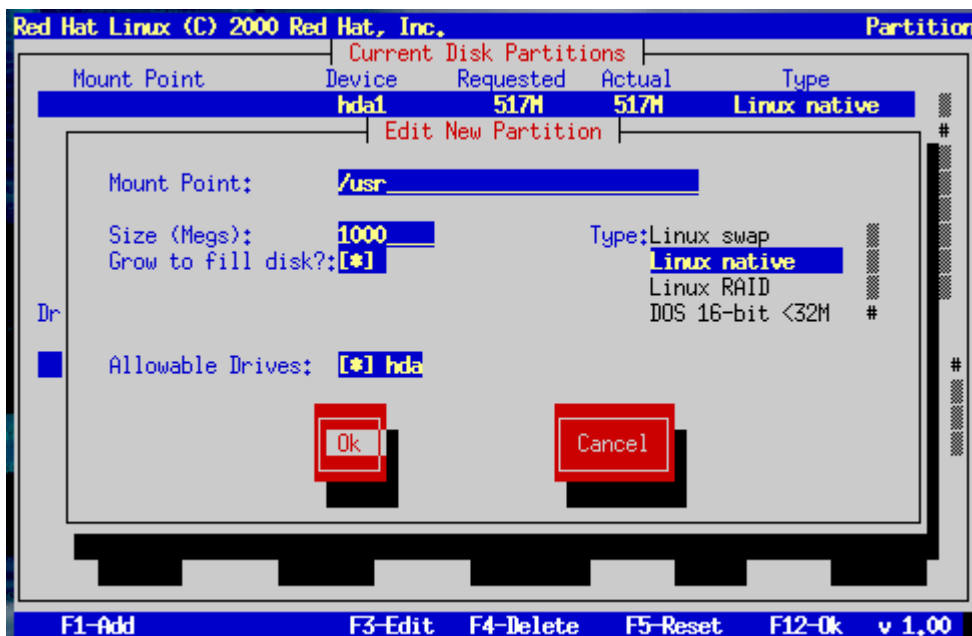 Red Hat Linux (C) 2000 Red Hat, Inc. Partition
Current Disk Partitions
Mount Point Device Requested Actual Type
hda1 517M 517M Linux native
#
Edit New Partition
Mount Point: /usr
Size (Megs): 1000
Type: Linux swap
Grow to fill disk?: [*]
Linux native
Linux RAID
Dr
DOS 16-bit <32M #
Allowable Drives: [*] hda
#
Ok Cancel
F1-Add F3-Edit F4-Delete F5-Reset F12-Ok v 1.00